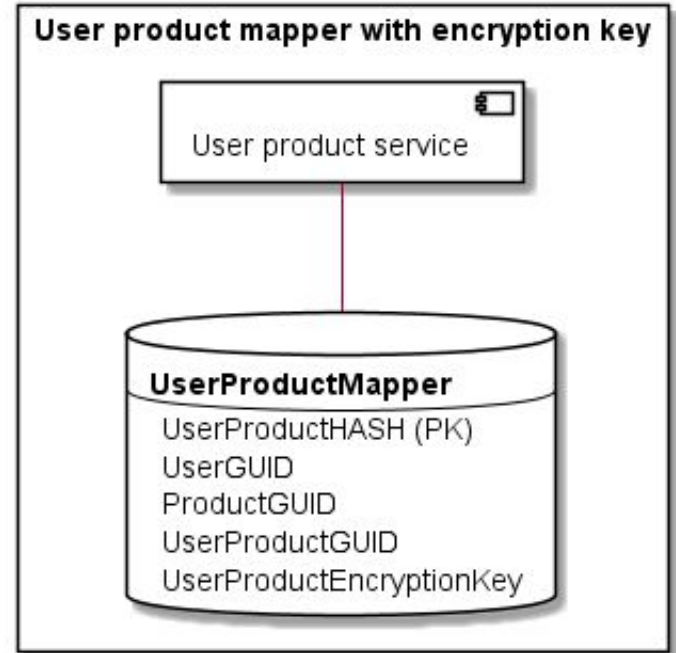 User product mapper with encryption key
User product service
UserProductMapper
UserProductHASH (PK)
UserGUID
ProductGUID
UserProductGUID
UserProductEncryptionKey